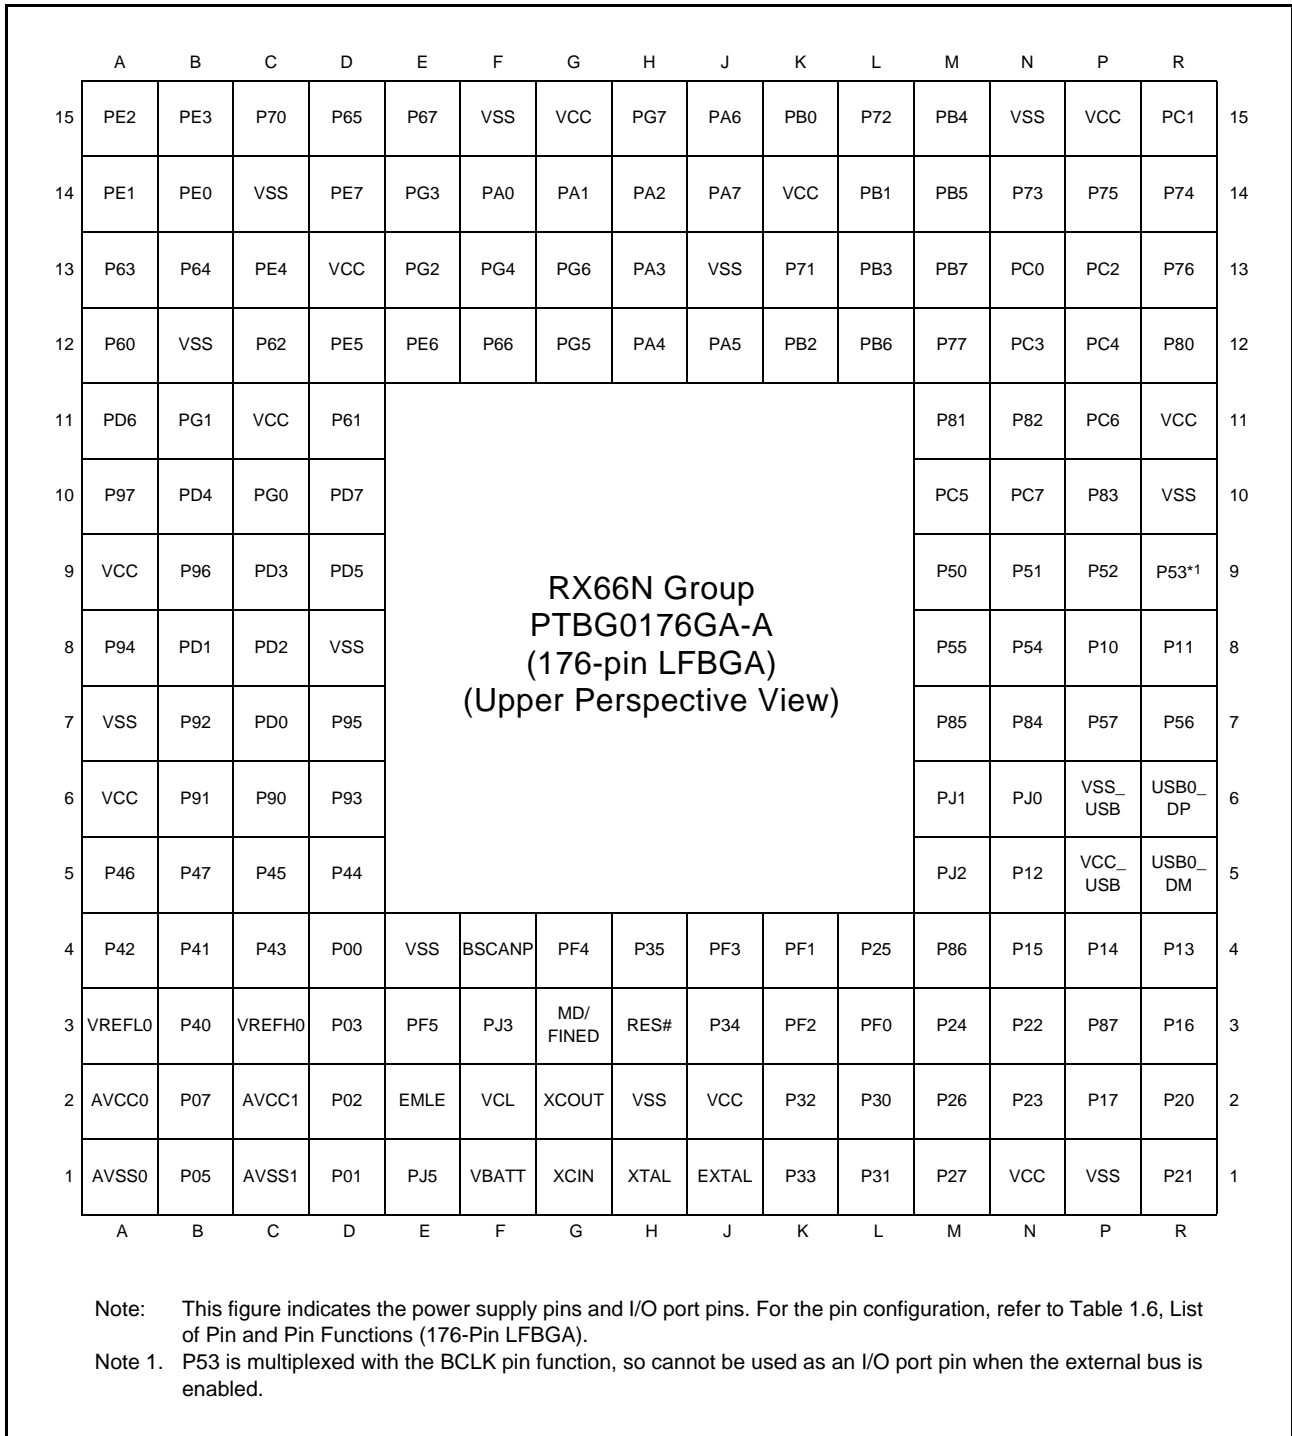 A B C D E F G H J K L M N P R
15 PE2 PE3 P70 P65 P67 VSS VCC PG7 PA6 PB0 P72 PB4 VSS VCC PC1 15
14 PE1 PE0 VSS PE7 PG3 PA0 PA1 PA2 PA7 VCC PB1 PB5 P73 P75 P74 14
13 P63 P64 PE4 VCC PG2 PG4 PG6 PA3 VSS P71 PB3 PB7 PC0 PC2 P76 13
12 P60 VSS P62 PE5 PE6 P66 PG5 PA4 PA5 PB2 PB6 P77 PC3 PC4 P80 12
11 PD6 PG1 VCC P61 P81 P82 PC6 VCC 11
10 P97 PD4 PG0 PD7 PC5 PC7 P83 VSS 10
9 VCC P96 PD3 PD5 P50 P51 P52 P53*1 9
8 P94 PD1 PD2 VSS P55 P54 P10 P11 8
7 VSS P92 PD0 P95 P85 P84 P57 P56 7
6 VCC P91 P90 P93 PJ1 PJ0 VSS_ USB USB0_ DP 6
5 P46 P47 P45 P44 PJ2 P12 VCC_ USB USB0_ DM 5
RX66N Group
PTBG0176GA-A
(176-pin LFBGA)
(Upper Perspective View)
4 P42 P41 P43 P00 VSS BSCANP PF4 P35 PF3 PF1 P25 P86 P15 P14 P13 4
3 VREFL0 P40 VREFH0 P03 PF5 PJ3 MD/ FINED RES# P34 PF2 PF0 P24 P22 P87 P16 3
2 AVCC0 P07 AVCC1 P02 EMLE VCL XCOUT VSS VCC P32 P30 P26 P23 P17 P20 2
1 AVSS0 P05 AVSS1 P01 PJ5 VBATT XCIN XTAL EXTAL P33 P31 P27 VCC VSS P21 1
A B C D E F G H J K L M N P R
Note: This figure indicates the power supply pins and I/O port pins. For the pin configuration, refer to Table 1.6, List
of Pin and Pin Functions (176-Pin LFBGA).
Note 1. P53 is multiplexed with the BCLK pin function, so cannot be used as an I/O port pin when the external bus is
enabled.